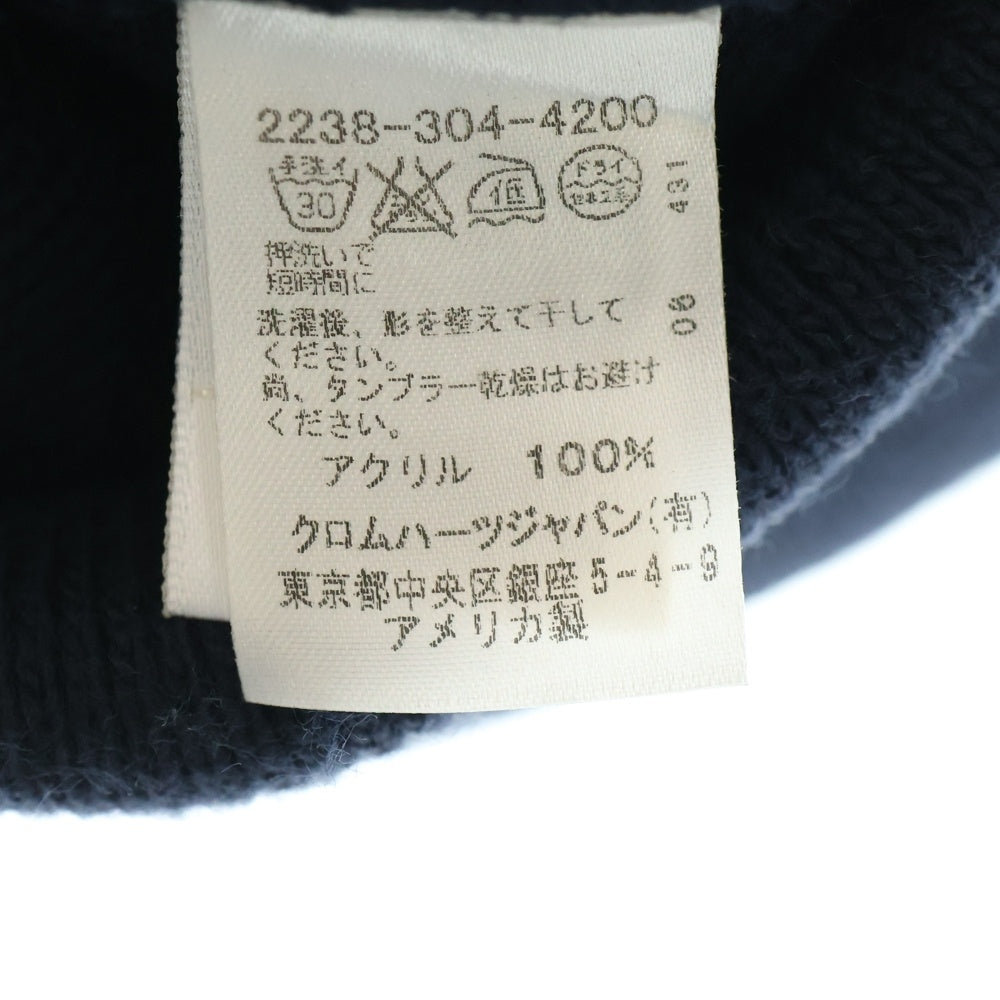 2238-304-4200
手洗イ 30 低 ドライ セキユ系
押洗いで
短時間に
洗濯後、形を整えて干して
ください。
尚、タンブラー乾燥はお避け
ください。
アクリル 100%
クロムハーツジャパン(有)
東京都中央区銀座5-4-9
アメリカ製
431
06